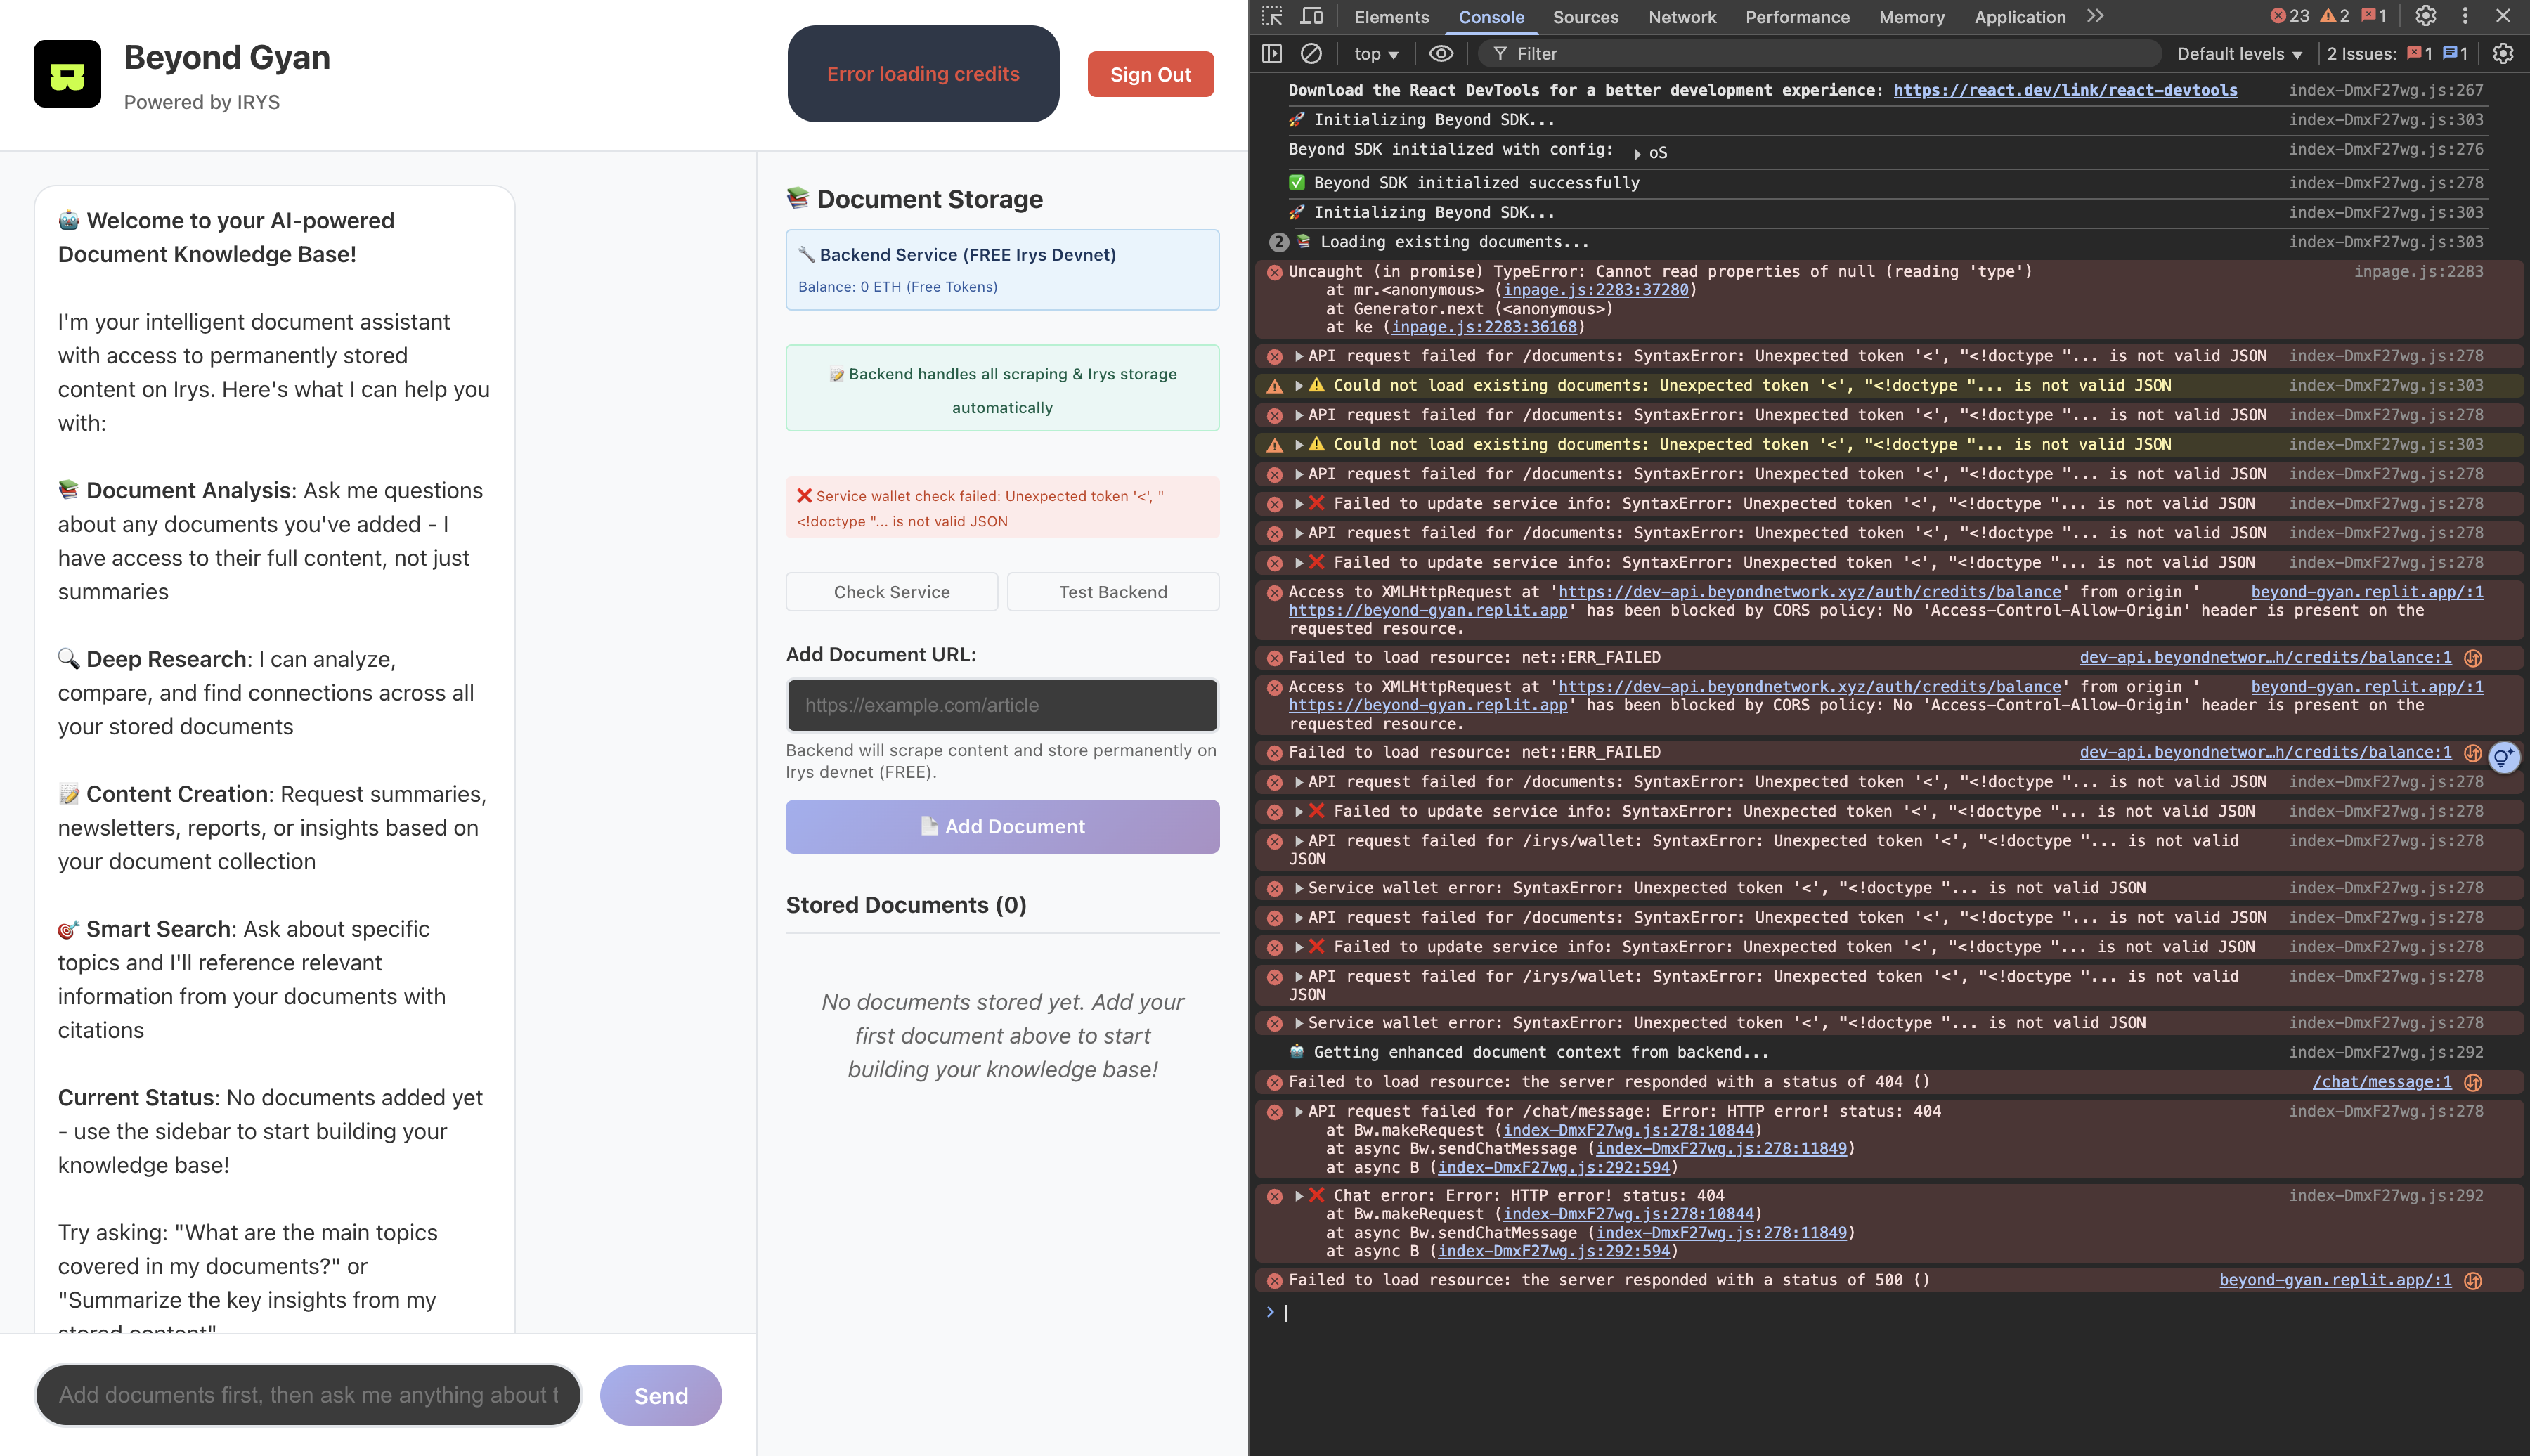 Beyond Gyan
Powered by IRYS
Error loading credits
Sign Out
🤖 Welcome to your AI-powered
Document Knowledge Base!
I'm your intelligent document assistant
with access to permanently stored
content on Irys. Here's what I can help you
with:
📚 Document Analysis: Ask me questions
about any documents you've added - I
have access to their full content, not just
summaries
🔍 Deep Research: I can analyze,
compare, and find connections across all
your stored documents
📝 Content Creation: Request summaries,
newsletters, reports, or insights based on
your document collection
🎯 Smart Search: Ask about specific
topics and I'll reference relevant
information from your documents with
citations
Current Status: No documents added yet
- use the sidebar to start building your
knowledge base!
Try asking: "What are the main topics
covered in my documents?" or
"Summarize the key insights from my
stored content"
Add documents first, then ask me anything about t
Send
📚 Document Storage
🔧 Backend Service (FREE Irys Devnet)
Balance: 0 ETH (Free Tokens)
📝 Backend handles all scraping & Irys storage
automatically
❌ Service wallet check failed: Unexpected token '<', "
<!doctype "... is not valid JSON
Check Service
Test Backend
Add Document URL:
https://example.com/article
Backend will scrape content and store permanently on
Irys devnet (FREE).
📄 Add Document
Stored Documents (0)
No documents stored yet. Add your
first document above to start
building your knowledge base!
Elements Console Sources Network Performance Memory Application 23 2 1
top Filter Default levels 2 Issues: 1 1
Download the React DevTools for a better development experience: https://react.dev/link/react-devtools index-DmxF27wg.js:267
🚀 Initializing Beyond SDK... index-DmxF27wg.js:303
Beyond SDK initialized with config: ▶ oS index-DmxF27wg.js:276
✅ Beyond SDK initialized successfully index-DmxF27wg.js:278
🚀 Initializing Beyond SDK... index-DmxF27wg.js:303
2 📚 Loading existing documents... index-DmxF27wg.js:303
Uncaught (in promise) TypeError: Cannot read properties of null (reading 'type') inpage.js:2283
at mr.<anonymous> (inpage.js:2283:37280)
at Generator.next (<anonymous>)
at ke (inpage.js:2283:36168)
▶API request failed for /documents: SyntaxError: Unexpected token '<', "<!doctype "... is not valid JSON index-DmxF27wg.js:278
▶⚠️ Could not load existing documents: Unexpected token '<', "<!doctype "... is not valid JSON index-DmxF27wg.js:303
▶API request failed for /documents: SyntaxError: Unexpected token '<', "<!doctype "... is not valid JSON index-DmxF27wg.js:278
▶⚠️ Could not load existing documents: Unexpected token '<', "<!doctype "... is not valid JSON index-DmxF27wg.js:303
▶API request failed for /documents: SyntaxError: Unexpected token '<', "<!doctype "... is not valid JSON index-DmxF27wg.js:278
▶❌ Failed to update service info: SyntaxError: Unexpected token '<', "<!doctype "... is not valid JSON index-DmxF27wg.js:278
▶API request failed for /documents: SyntaxError: Unexpected token '<', "<!doctype "... is not valid JSON index-DmxF27wg.js:278
▶❌ Failed to update service info: SyntaxError: Unexpected token '<', "<!doctype "... is not valid JSON index-DmxF27wg.js:278
Access to XMLHttpRequest at 'https://dev-api.beyondnetwork.xyz/auth/credits/balance' from origin ' beyond-gyan.replit.app/:1
https://beyond-gyan.replit.app' has been blocked by CORS policy: No 'Access-Control-Allow-Origin' header is present on the
requested resource.
Failed to load resource: net::ERR_FAILED dev-api.beyondnetwor…h/credits/balance:1
Access to XMLHttpRequest at 'https://dev-api.beyondnetwork.xyz/auth/credits/balance' from origin ' beyond-gyan.replit.app/:1
https://beyond-gyan.replit.app' has been blocked by CORS policy: No 'Access-Control-Allow-Origin' header is present on the
requested resource.
Failed to load resource: net::ERR_FAILED dev-api.beyondnetwor…h/credits/balance:1
▶API request failed for /documents: SyntaxError: Unexpected token '<', "<!doctype "... is not valid JSON index-DmxF27wg.js:278
▶❌ Failed to update service info: SyntaxError: Unexpected token '<', "<!doctype "... is not valid JSON index-DmxF27wg.js:278
▶API request failed for /irys/wallet: SyntaxError: Unexpected token '<', "<!doctype "... is not valid index-DmxF27wg.js:278
JSON
▶Service wallet error: SyntaxError: Unexpected token '<', "<!doctype "... is not valid JSON index-DmxF27wg.js:278
▶API request failed for /documents: SyntaxError: Unexpected token '<', "<!doctype "... is not valid JSON index-DmxF27wg.js:278
▶❌ Failed to update service info: SyntaxError: Unexpected token '<', "<!doctype "... is not valid JSON index-DmxF27wg.js:278
▶API request failed for /irys/wallet: SyntaxError: Unexpected token '<', "<!doctype "... is not valid index-DmxF27wg.js:278
JSON
▶Service wallet error: SyntaxError: Unexpected token '<', "<!doctype "... is not valid JSON index-DmxF27wg.js:278
🤖 Getting enhanced document context from backend... index-DmxF27wg.js:292
Failed to load resource: the server responded with a status of 404 () /chat/message:1
▶API request failed for /chat/message: Error: HTTP error! status: 404 index-DmxF27wg.js:278
at Bw.makeRequest (index-DmxF27wg.js:278:10844)
at async Bw.sendChatMessage (index-DmxF27wg.js:278:11849)
at async B (index-DmxF27wg.js:292:594)
▶❌ Chat error: Error: HTTP error! status: 404 index-DmxF27wg.js:292
at Bw.makeRequest (index-DmxF27wg.js:278:10844)
at async Bw.sendChatMessage (index-DmxF27wg.js:278:11849)
at async B (index-DmxF27wg.js:292:594)
Failed to load resource: the server responded with a status of 500 () beyond-gyan.replit.app/:1